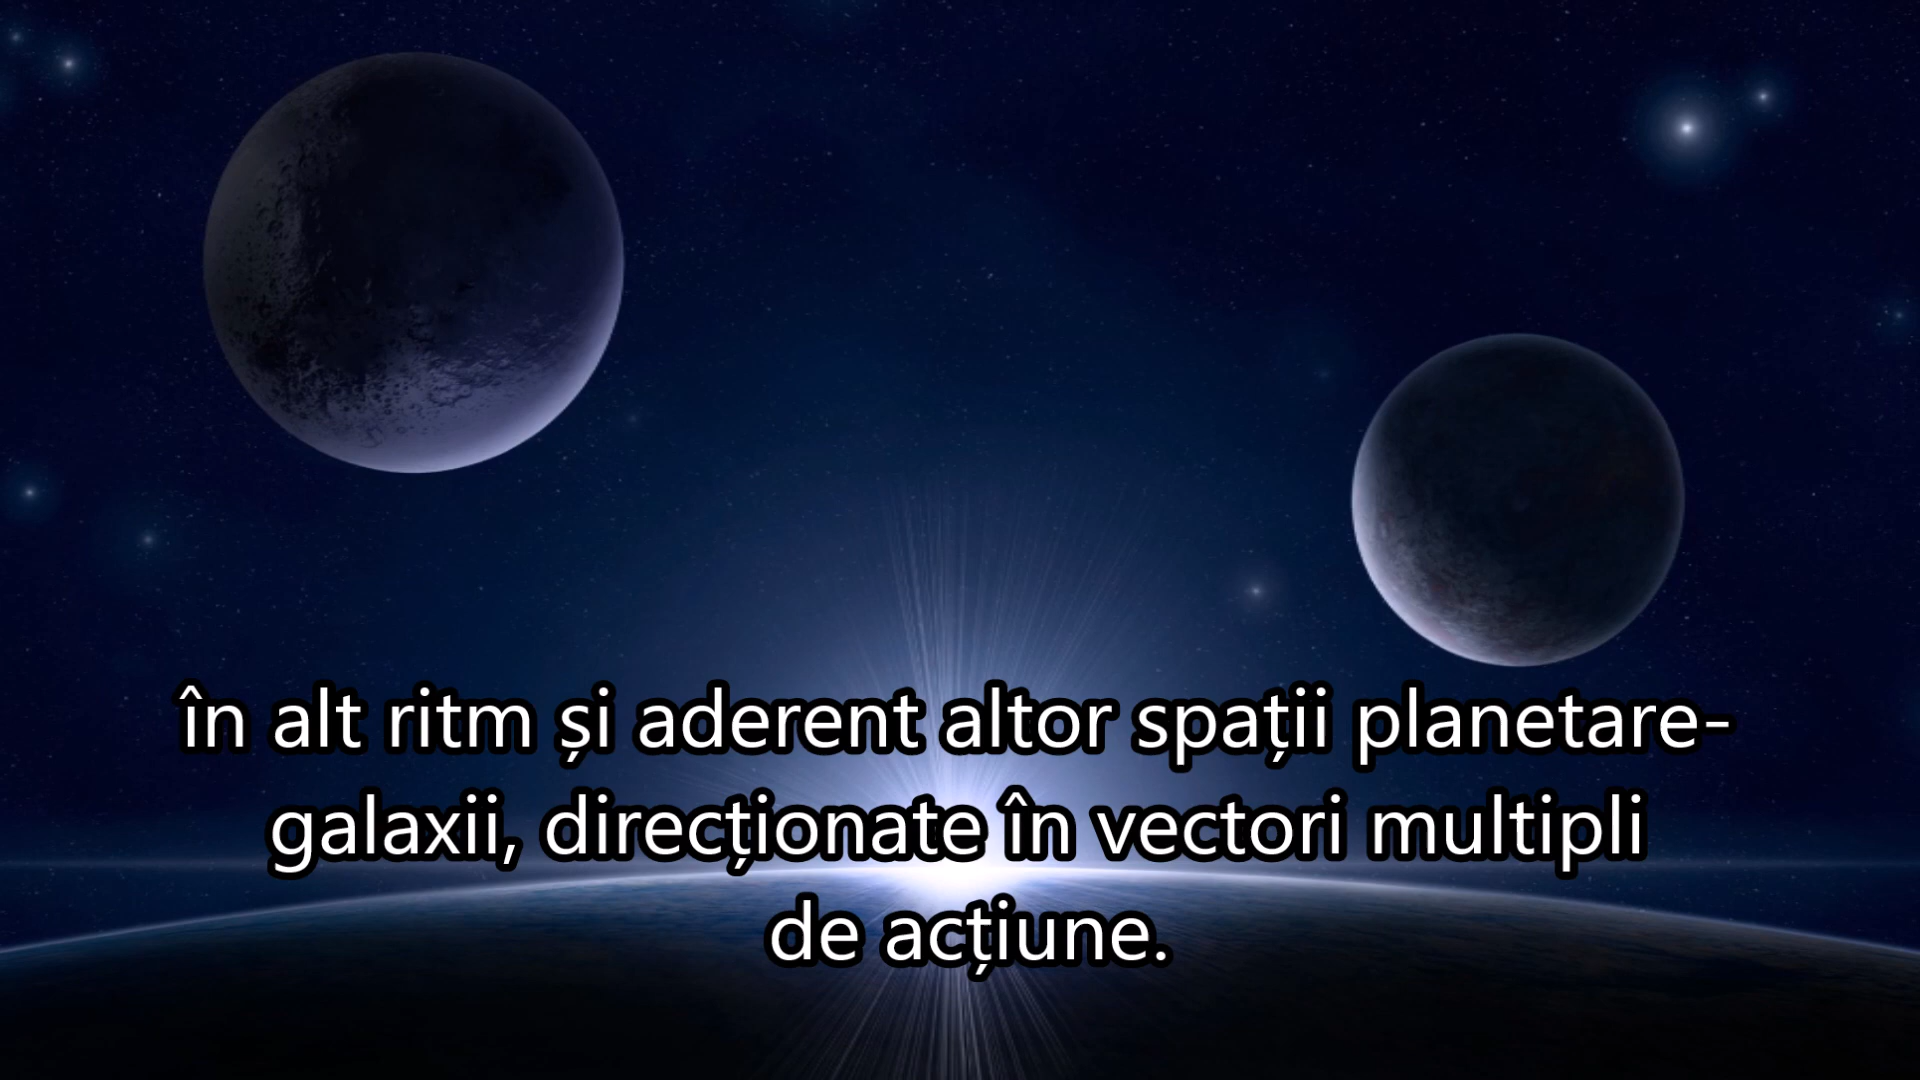 în alt ritm și aderent altor spații planetare-
galaxii, direcționate în vectori multipli
de acțiune.